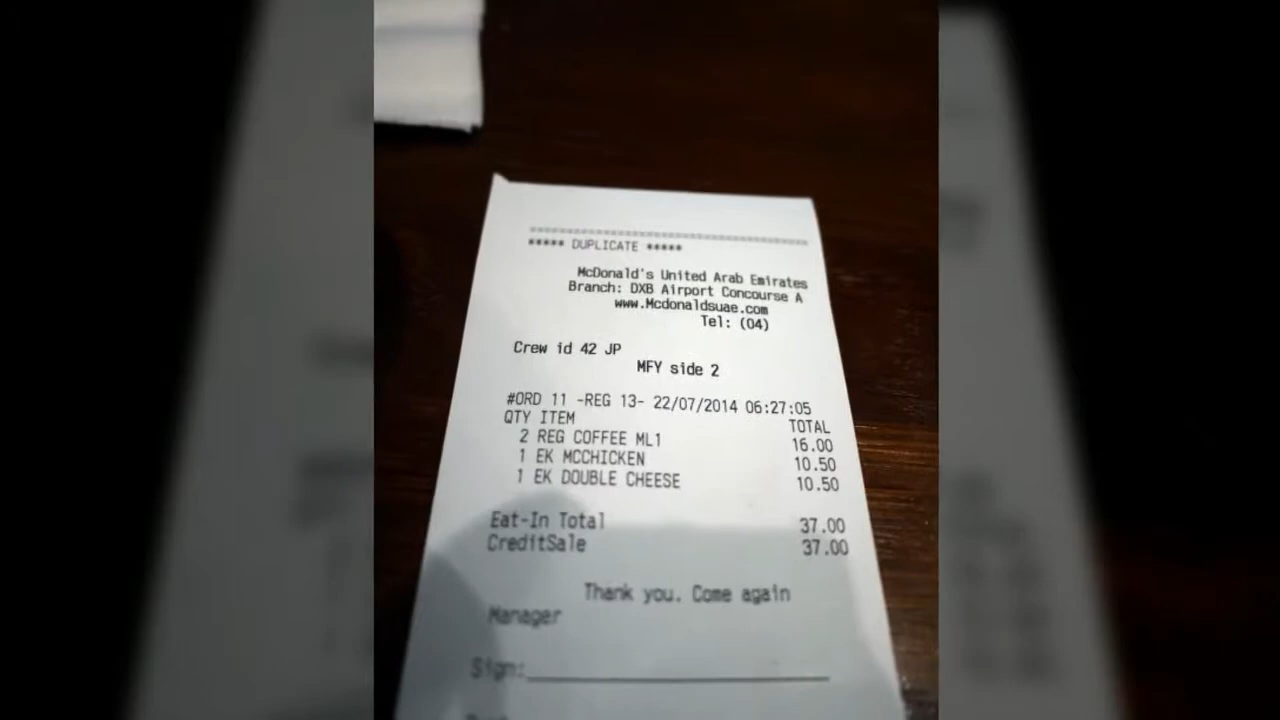 ***** DUPLICATE *****
McDonald's United Arab Emirates
Branch: DXB Airport Concourse A
www.Mcdonaldsuae.com
Tel: (04)
Crew id 42 JP
MFY side 2
#ORD 11 -REG 13- 22/07/2014 06:27:05
QTY ITEM TOTAL
2 REG COFFEE ML1 16.00
1 EK MCCHICKEN 10.50
1 EK DOUBLE CHEESE 10.50
Eat-In Total 37.00
CreditSale 37.00
Thank you. Come again
Manager
Sign: